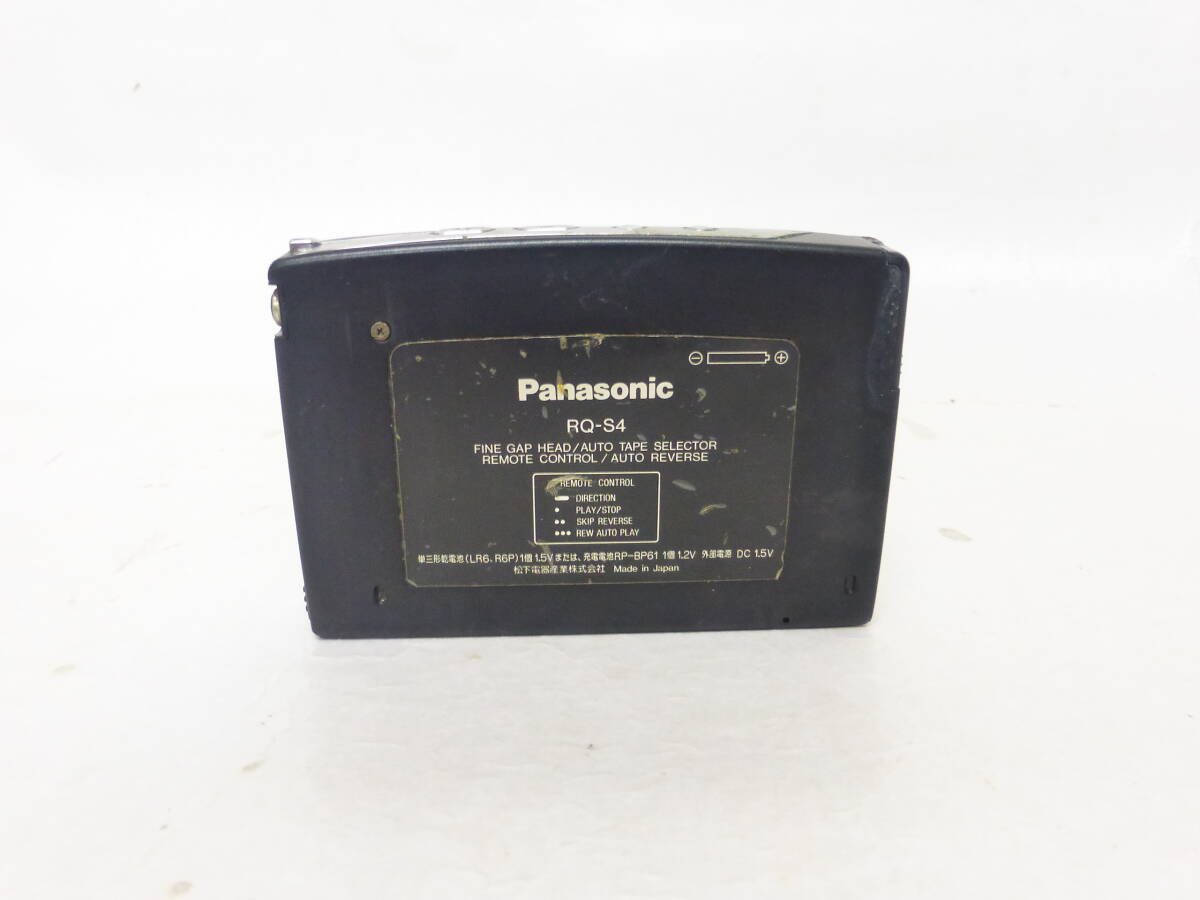 Panasonic
RQ-S4
FINE GAP HEAD/AUTO TAPE SELECTOR
REMOTE CONTROL/AUTO REVERSE
REMOTE CONTROL
DIRECTION
PLAY/STOP
SKIP REVERSE
REW AUTO PLAY
単三形乾電池(LR6、R6P)1個 1.5Vまたは、充電電池RP-BP61 1個 1.2V 外部電源 DC 1.5V
松下電器産業株式会社 Made in Japan